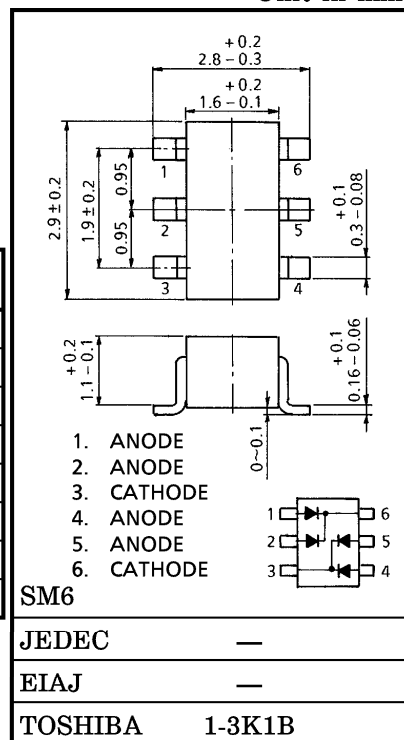 +0.2
2.8 – 0.3
+0.2
1.6 – 0.1
2.9 ± 0.2
1.9 ± 0.2
0.95
0.95
1
2
3
6
5
4
+0.1
0.3 – 0.08
+0.2
1.1 – 0.1
0~0.1
+0.1
0.16 – 0.06
1. ANODE
2. ANODE
3. CATHODE
4. ANODE
5. ANODE
6. CATHODE
1 6
2 5
3 4
SM6
JEDEC —
EIAJ —
TOSHIBA 1-3K1B